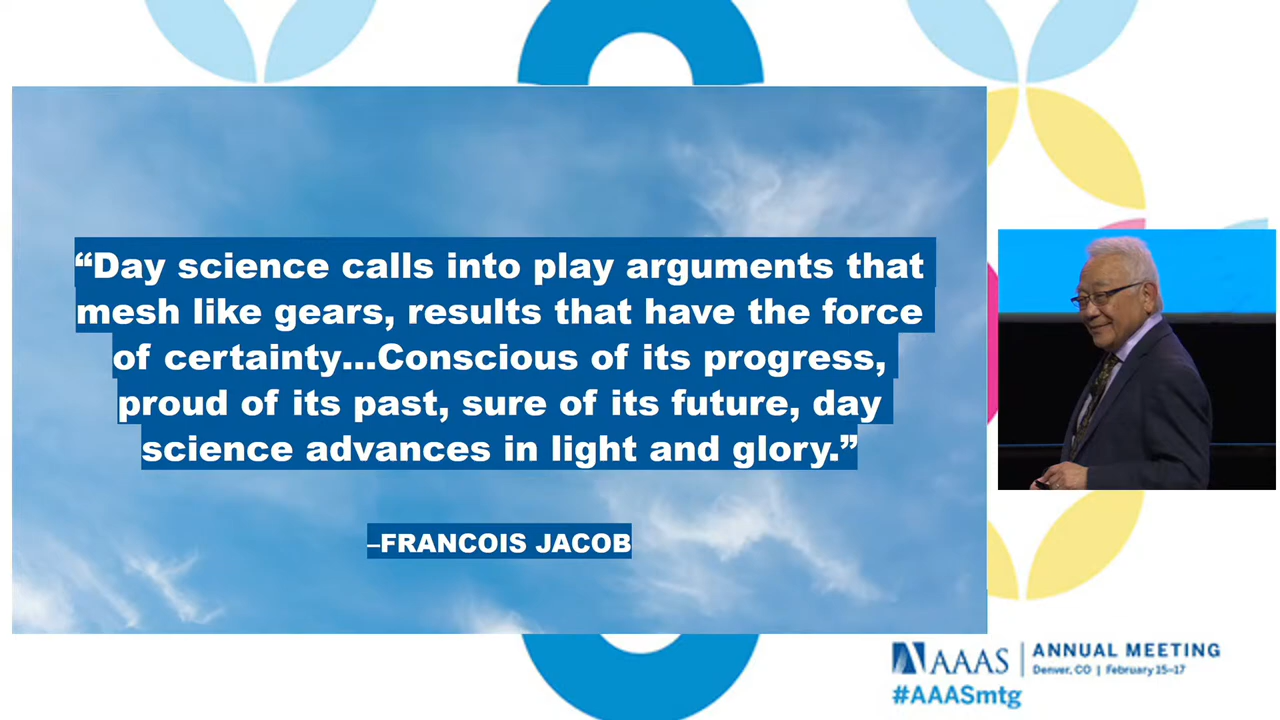 “Day science calls into play arguments that
mesh like gears, results that have the force
of certainty...Conscious of its progress,
proud of its past, sure of its future, day
science advances in light and glory.”
–FRANCOIS JACOB
AAAS
ANNUAL MEETING
Denver, CO | February 15–17
#AAASmtg